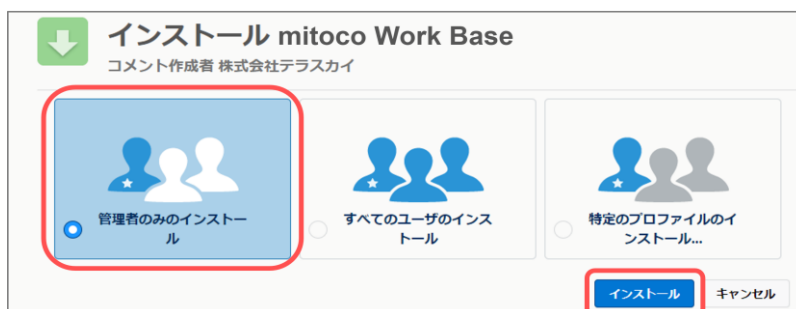 インストール mitoco Work Base
コメント作成者 株式会社テラスカイ
管理者のみのインストー
ル
すべてのユーザのインス
トール
特定のプロファイルのイ
ンストール...
インストール
キャンセル